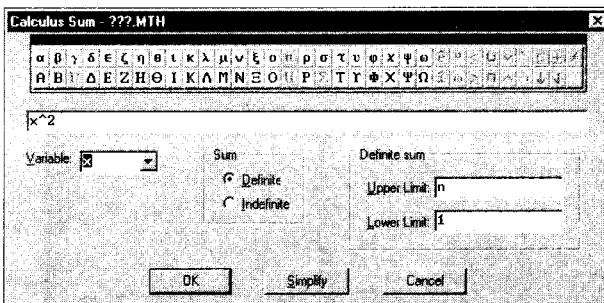 Calculus Sum - ???.MTH
α β γ δ ε ζ η θ ι κ λ μ ν ξ ο π ρ σ τ υ φ χ ψ ω
Α Β Γ Δ Ε Ζ Η Θ Ι Κ Λ Μ Ν Ξ Ο Π Ρ Σ Τ Υ Φ Χ Ψ Ω
x^2
Variable: x
Sum
Definite
Indefinite
Definite sum
Upper Limit: n
Lower Limit: 1
OK Simplify Cancel